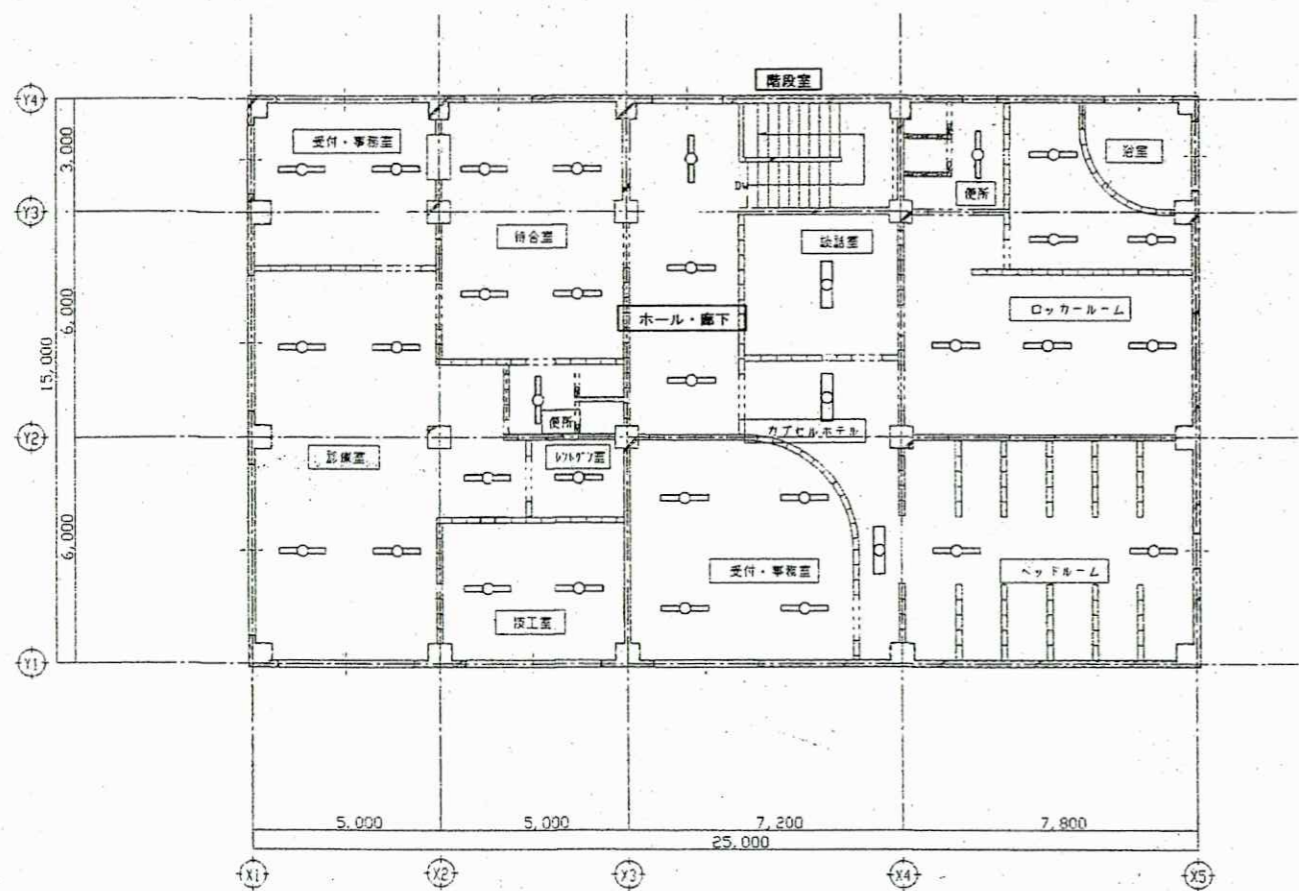 階段室
Y4
受付・事務室
浴室
3,000
便所
DN
Y3
待合室
談話室
ホール・廊下
ロッカールーム
6,000
15,000
便所
カプセルホテル
Y2
診療室
レントゲン室
6,000
受付・事務室
ベッドルーム
技工室
Y1
5,000
5,000
7,200
7,800
25,000
X1
X2
Y3
X4
X5